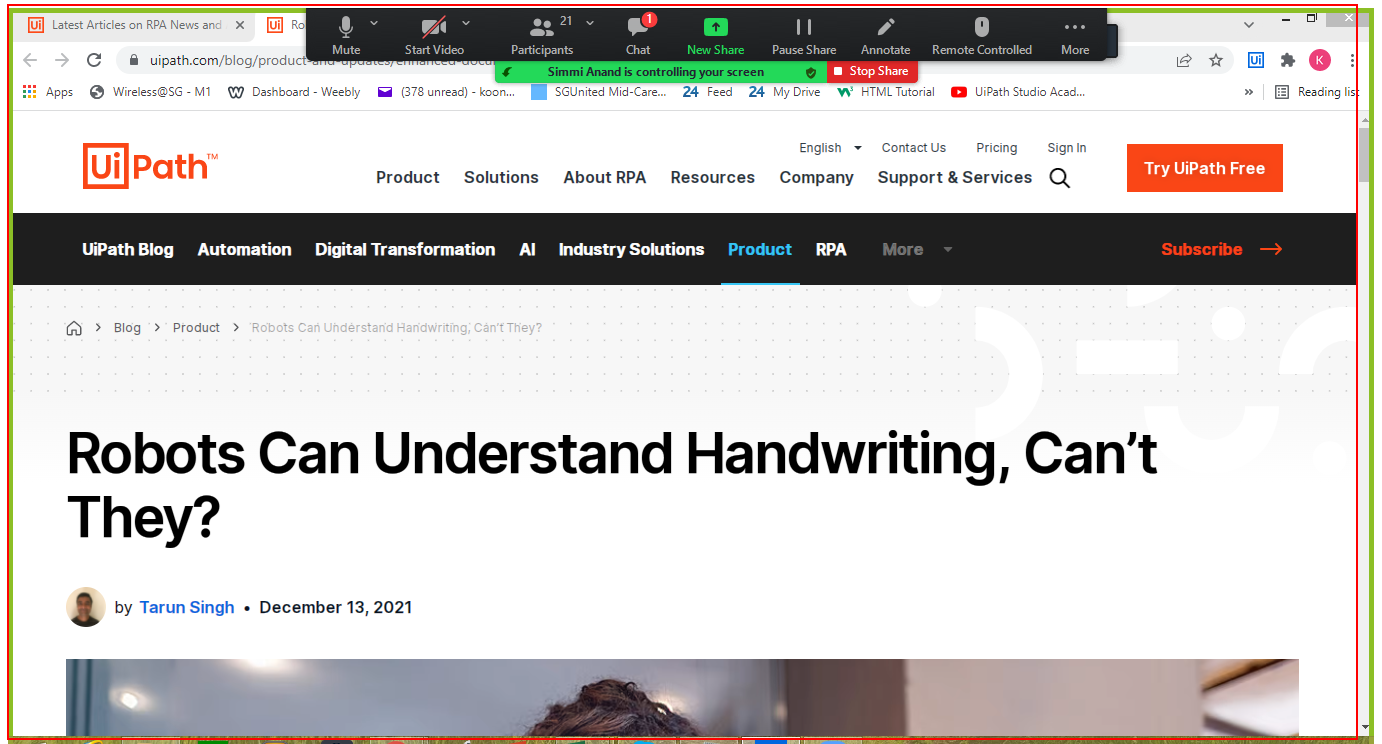 Latest Articles on RPA News and
Ro
Mute
Start Video
21
Participants
1
Chat
New Share
Pause Share
Annotate
Remote Controlled
More
uipath.com/blog/product-and-updates/enhanced-docu
K
Simmi Anand is controlling your screen
Stop Share
Apps
Wireless@SG - M1
Dashboard - Weebly
(378 unread) - koon...
SGUnited Mid-Care...
24 Feed
24 My Drive
HTML Tutorial
UiPath Studio Acad...
»
Reading list
UiPath™
English
Contact Us
Pricing
Sign In
Product
Solutions
About RPA
Resources
Company
Support & Services
Try UiPath Free
UiPath Blog
Automation
Digital Transformation
AI
Industry Solutions
Product
RPA
More
Subscribe
Blog > Product > Robots Can Understand Handwriting, Can't They?
Robots Can Understand Handwriting, Can't
They?
by Tarun Singh • December 13, 2021